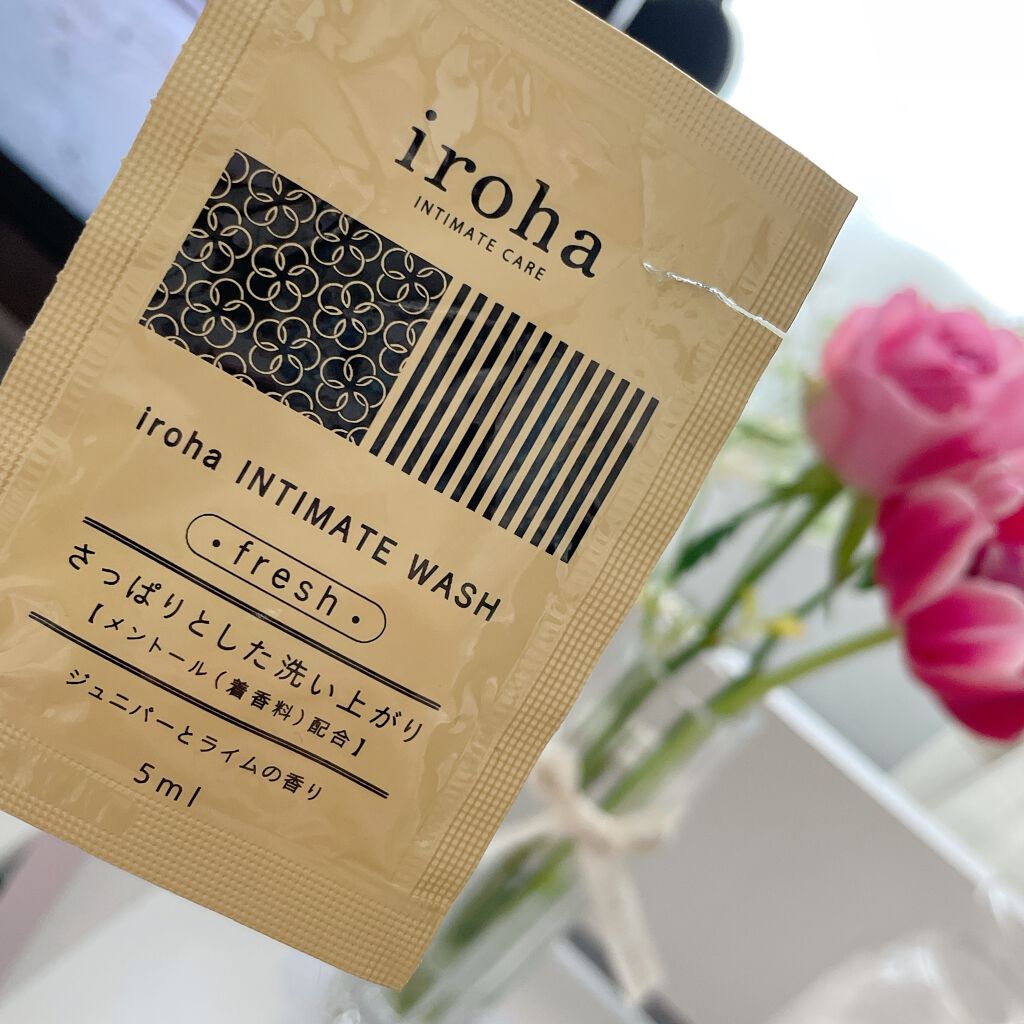 iroha
INTIMATE CARE
iroha INTIMATE WASH
・fresh・
さっぱりとした洗い上がり
【メントール(着香料)配合】
ジュニパーとライムの香り
5ml